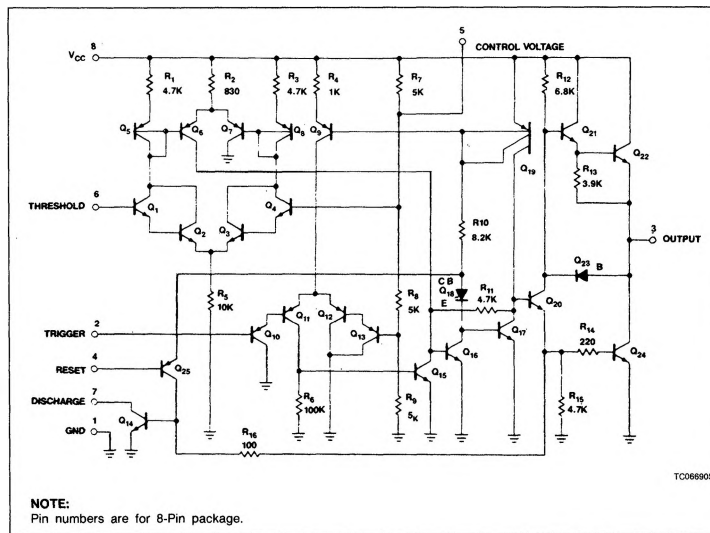 5
CONTROL VOLTAGE
VCC
8
R1
4.7K
R2
830
R3
4.7K
R4
1K
R7
5K
R12
6.8K
Q5
Q6
Q7
Q8
Q9
Q19
Q21
Q22
R13
3.9K
THRESHOLD
6
Q1
Q2
Q3
Q4
R10
8.2K
3
OUTPUT
Q23
B
R5
10K
R8
5K
C B
Q18
E
R11
4.7K
Q20
TRIGGER
2
Q10
Q11
Q12
Q13
Q17
R14
220
RESET
4
Q25
Q15
Q16
Q24
DISCHARGE
7
Q14
R6
100K
R9
5K
R15
4.7K
GND
1
R16
100
TC06690S
NOTE:
Pin numbers are for 8-Pin package.